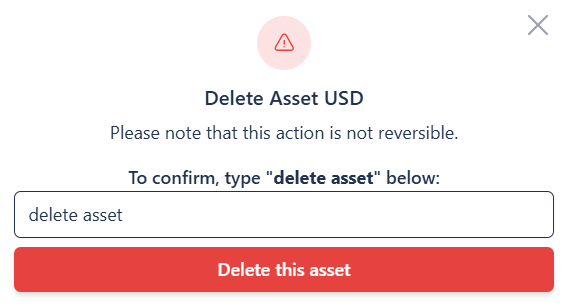 Delete Asset USD
Please note that this action is not reversible.
To confirm, type "delete asset" below:
delete asset
Delete this asset